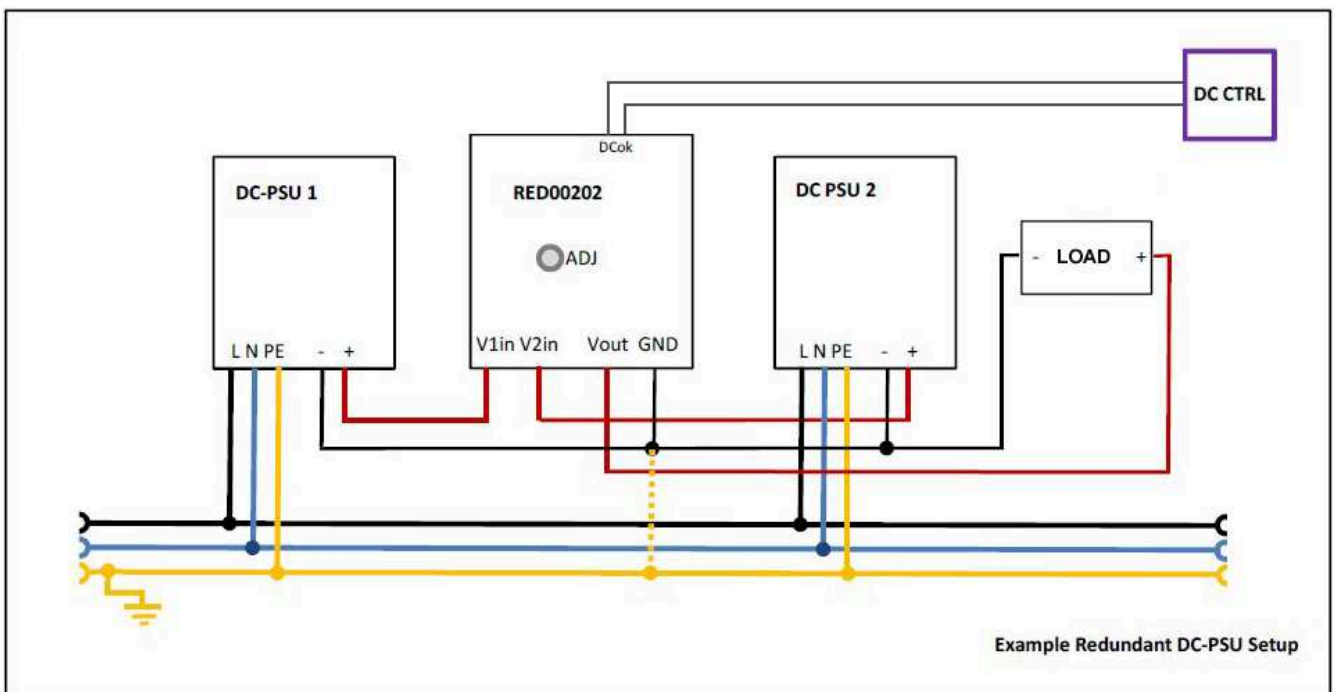 DC CTRL
DCok
DC-PSU 1
RED00202
DC PSU 2
ADJ
- LOAD +
L N PE - +
V1in V2in Vout GND
L N PE - +
Example Redundant DC-PSU Setup